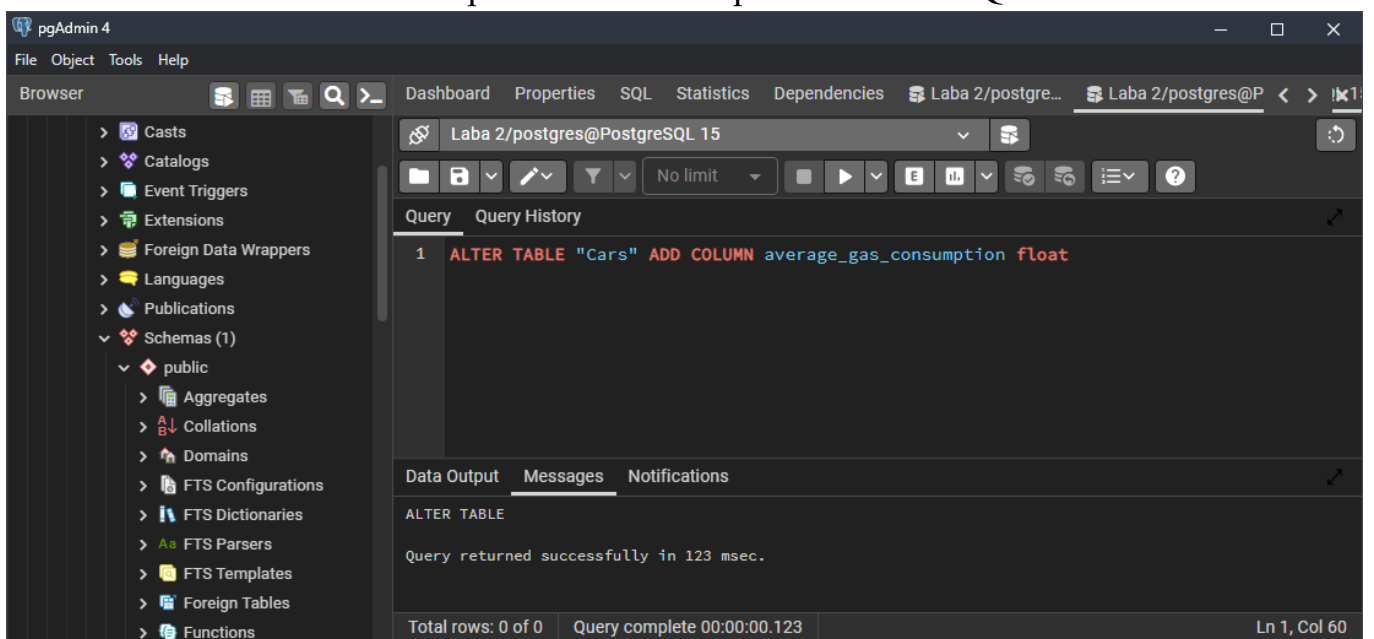 pgAdmin 4
File Object Tools Help
Browser
Dashboard Properties SQL Statistics Dependencies Laba 2/postgre... Laba 2/postgres@P
Casts
Catalogs
Event Triggers
Extensions
Foreign Data Wrappers
Languages
Publications
Schemas (1)
public
Aggregates
Collations
Domains
FTS Configurations
FTS Dictionaries
Aa FTS Parsers
FTS Templates
Foreign Tables
Functions
Laba 2/postgres@PostgreSQL 15
No limit
E
Query Query History
1 ALTER TABLE "Cars" ADD COLUMN average_gas_consumption float
Data Output Messages Notifications
ALTER TABLE
Query returned successfully in 123 msec.
Total rows: 0 of 0 Query complete 00:00:00.123 Ln 1, Col 60